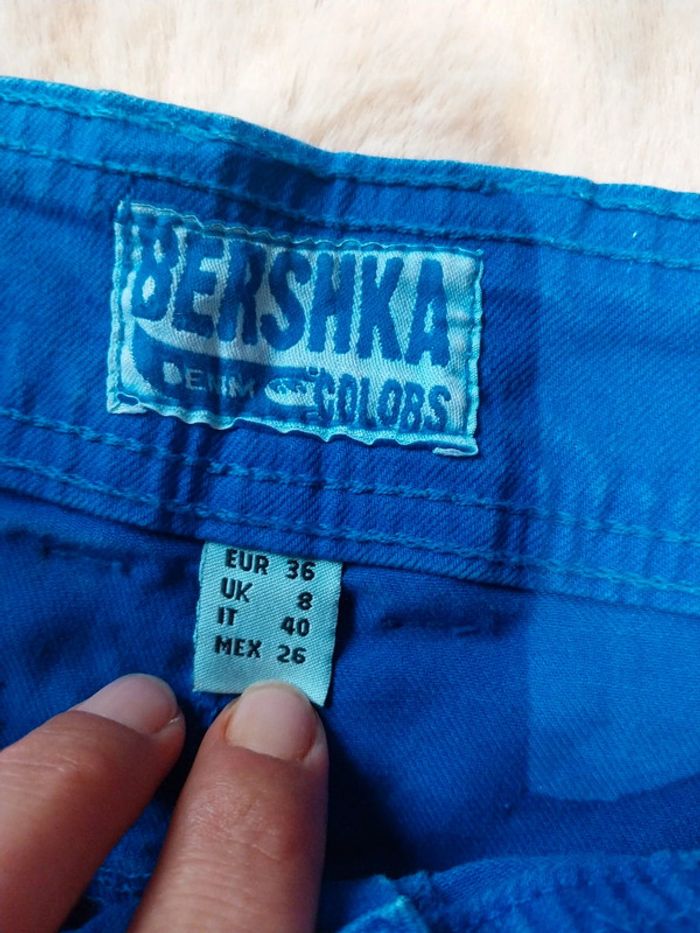 BERSHKA
DENIM COLORS
EUR 36
UK 8
IT 40
MEX 26